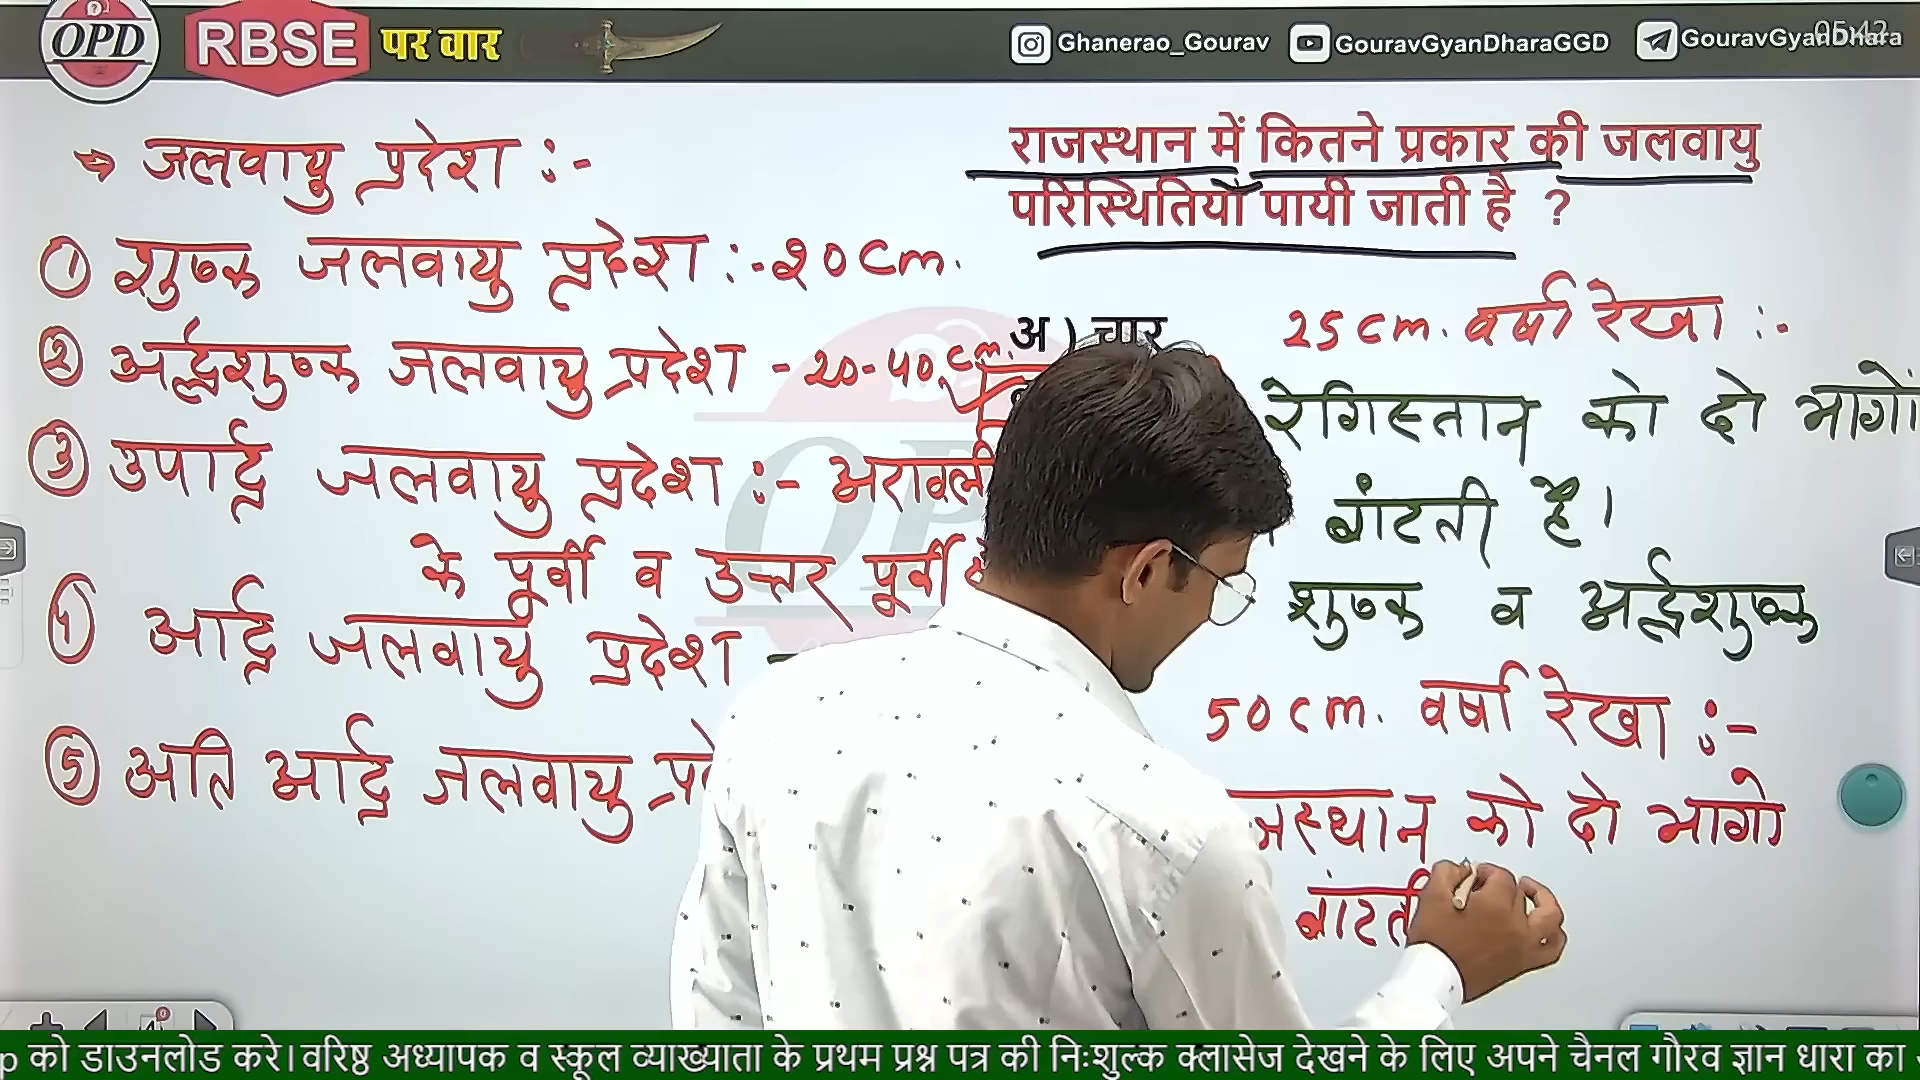 OPD
RBSE पर वार
Ghanerao_Gourav
GouravGyanDharaGGD
GouravGyanDhara
05:42
राजस्थान में कितने प्रकार की जलवायु
परिस्थितियाँ पायी जाती है ?
अ ) चार
→ जलवायु प्रदेश :-
① शुष्क जलवायु प्रदेश :- 20 Cm.
② अर्द्धशुष्क जलवायु प्रदेश - 20-40 cm.
③ उपार्द्र जलवायु प्रदेश :- अरावली
के पूर्वी व उत्तर पूर्वी
4 आर्द्र जलवायु प्रदेश -
⑤ अति आर्द्र जलवायु
25 cm. वर्षा रेखा :-
रेगिस्तान को दो भागों
बांटती है।
शुष्क व अर्द्धशुष्क
50 cm. वर्षा रेखा :-
को दो भागो
OP
को डाउनलोड करे। वरिष्ठ अध्यापक व स्कूल व्याख्याता के प्रथम प्रश्न पत्र की निःशुल्क क्लासेज देखने के लिए अपने चैनल गौरव ज्ञान धारा का